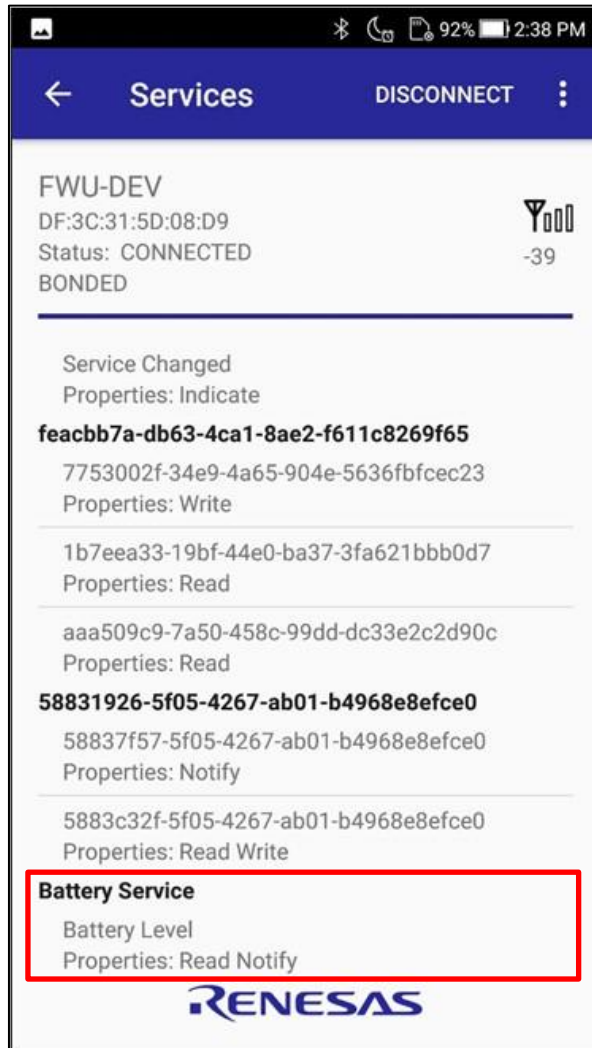 92% 2:38 PM
Services DISCONNECT
FWU-DEV
DF:3C:31:5D:08:D9
Status: CONNECTED
-39
BONDED
Service Changed
Properties: Indicate
feacbb7a-db63-4ca1-8ae2-f611c8269f65
7753002f-34e9-4a65-904e-5636fbfcec23
Properties: Write
1b7eea33-19bf-44e0-ba37-3fa621bbb0d7
Properties: Read
aaa509c9-7a50-458c-99dd-dc33e2c2d90c
Properties: Read
58831926-5f05-4267-ab01-b4968e8efce0
58837f57-5f05-4267-ab01-b4968e8efce0
Properties: Notify
5883c32f-5f05-4267-ab01-b4968e8efce0
Properties: Read Write
Battery Service
Battery Level
Properties: Read Notify
RENESAS